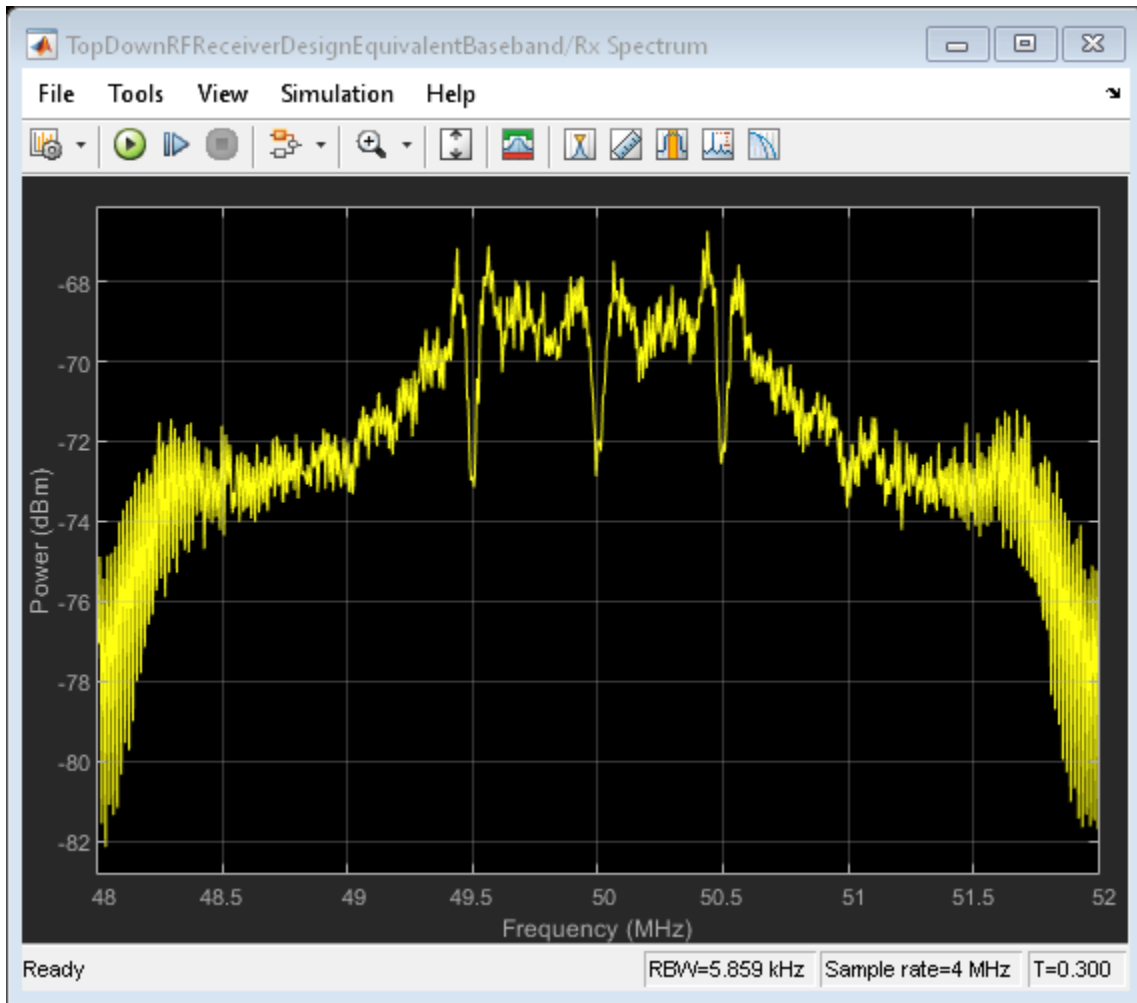 TopDownRFReceiverDesignEquivalentBaseband/Rx Spectrum
File Tools View Simulation Help
-68
-70
-72
-74
-76
-78
-80
-82
Power (dBm)
48 48.5 49 49.5 50 50.5 51 51.5 52
Frequency (MHz)
Ready RBW=5.859 kHz Sample rate=4 MHz T=0.300